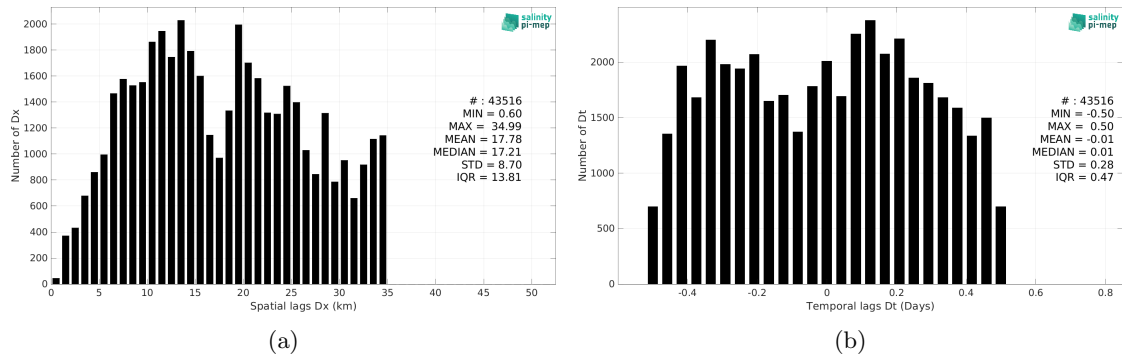 2000
1800
1600
1400
1200
1000
800
600
400
200
0
Number of Dx
0 5 10 15 20 25 30 35 40 45 50
Spatial lags Dx (km)
salinity
pi-mep
# : 43516
MIN = 0.60
MAX = 34.99
MEAN = 17.78
MEDIAN = 17.21
STD = 8.70
IQR = 13.81
(a)
2000
1500
1000
500
0
Number of Dt
-0.4 -0.2 0 0.2 0.4 0.6 0.8
Temporal lags Dt (Days)
salinity
pi-mep
# : 43516
MIN = -0.50
MAX = 0.50
MEAN = -0.01
MEDIAN = 0.01
STD = 0.28
IQR = 0.47
(b)